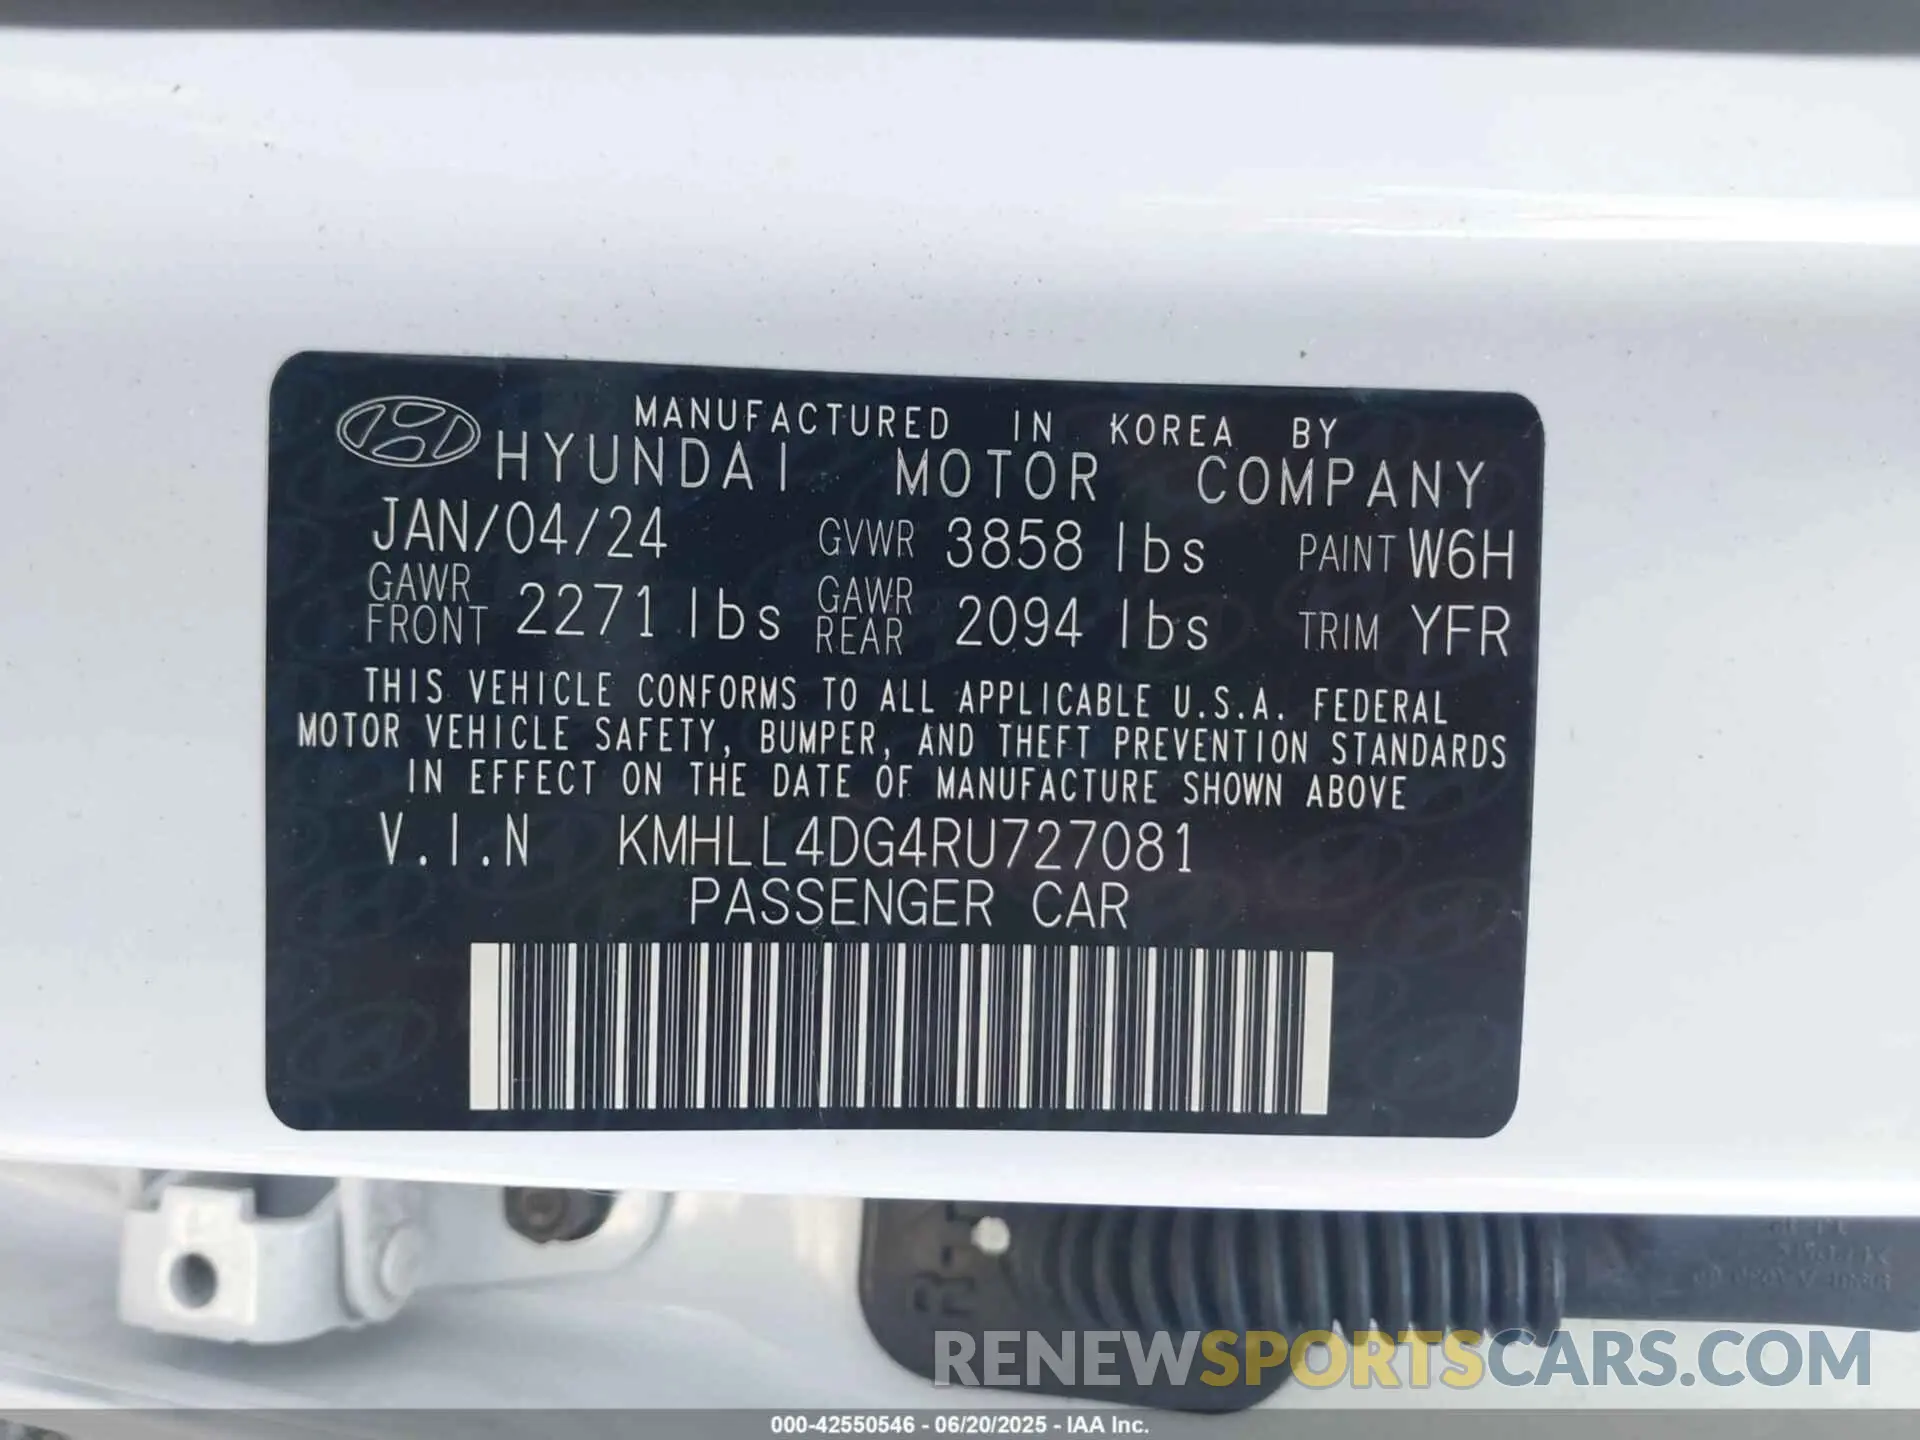 MANUFACTURED IN KOREA BY
HYUNDAI MOTOR COMPANY
JAN/04/24 GVWR 3858 lbs PAINT W6H
GAWR FRONT 2271 lbs GAWR REAR 2094 lbs TRIM YFR
THIS VEHICLE CONFORMS TO ALL APPLICABLE U.S.A. FEDERAL
MOTOR VEHICLE SAFETY, BUMPER, AND THEFT PREVENTION STANDARDS
IN EFFECT ON THE DATE OF MANUFACTURE SHOWN ABOVE
V.I.N KMHLL4DG4RU727081
PASSENGER CAR
RENEWSPORTSCARS.COM
000-42550546 - 06/20/2025 - IAA Inc.